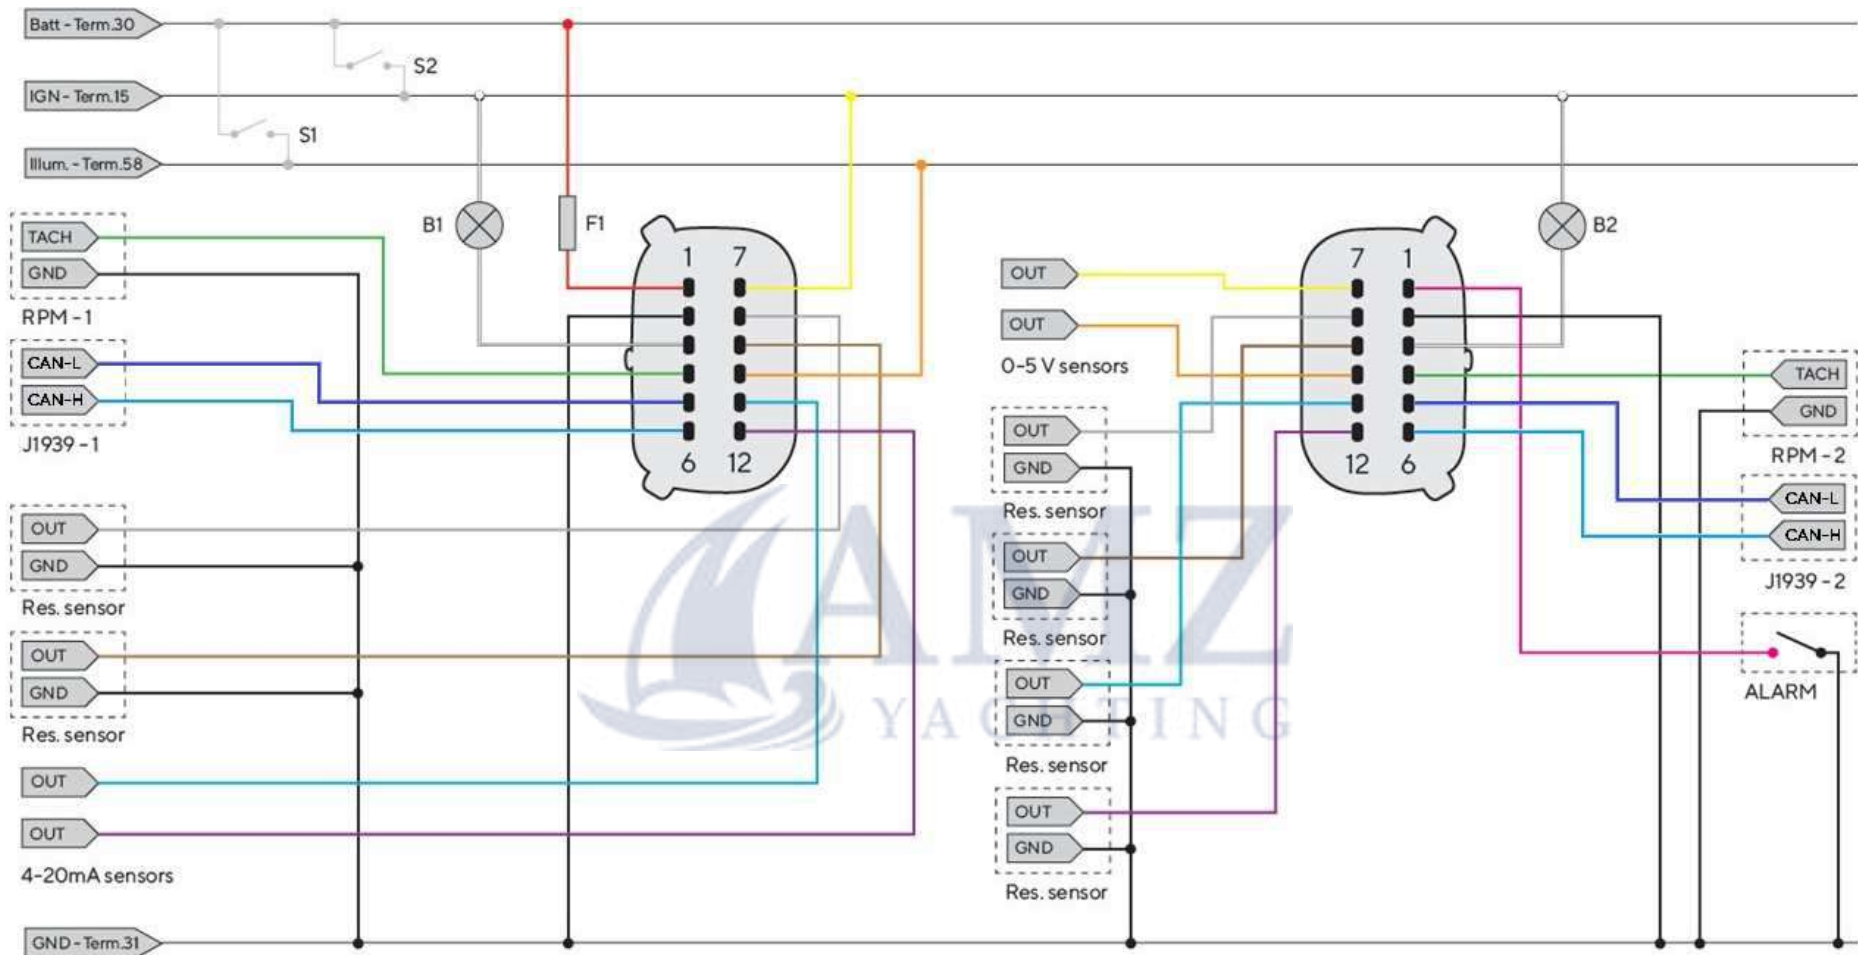 Batt - Term.30
S2
IGN - Term.15
S1
Illum. - Term.58
B1
F1
B2
TACH
GND
RPM - 1
CAN-L
CAN-H
J1939 - 1
1 7
6 12
OUT
GND
Res. sensor
OUT
GND
Res. sensor
OUT
OUT
4-20mA sensors
GND - Term.31
OUT
OUT
0-5 V sensors
OUT
GND
Res. sensor
OUT
GND
Res. sensor
OUT
GND
Res. sensor
OUT
GND
Res. sensor
7 1
12 6
TACH
GND
RPM - 2
CAN-L
CAN-H
J1939 - 2
ALARM
AMZ
YACHTING